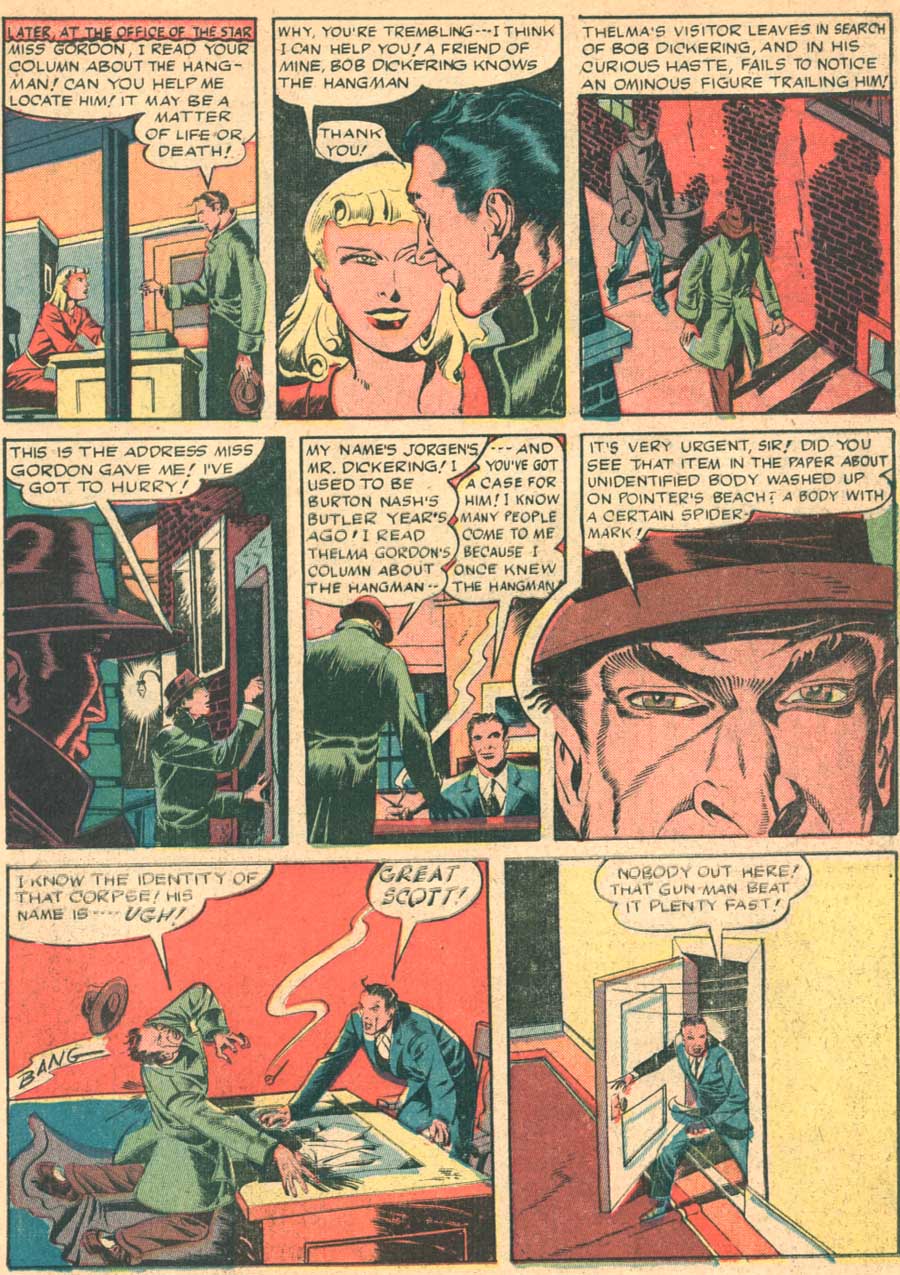 LATER, AT THE OFFICE OF THE STAR
MISS GORDON, I READ YOUR
COLUMN ABOUT THE HANG-
MAN! CAN YOU HELP ME
LOCATE HIM! IT MAY BE A
MATTER
OF LIFE OR
DEATH!
WHY, YOU'RE TREMBLING---I THINK
I CAN HELP YOU! A FRIEND OF
MINE, BOB DICKERING KNOWS
THE HANGMAN
THANK
YOU!
THELMA'S VISITOR LEAVES IN SEARCH
OF BOB DICKERING, AND IN HIS
CURIOUS HASTE, FAILS TO NOTICE
AN OMINOUS FIGURE TRAILING HIM!
THIS IS THE ADDRESS MISS
GORDON GAVE ME! I'VE
GOT TO HURRY!
MY NAME'S JORGENS,
MR. DICKERING! I
USED TO BE
BURTON NASH'S
BUTLER YEAR'S
AGO! I READ
THELMA GORDON'S
COLUMN ABOUT
THE HANGMAN--
---AND
YOU'VE GOT
A CASE FOR
HIM! I KNOW
MANY PEOPLE
COME TO ME
BECAUSE I
ONCE KNEW
THE HANGMAN!
IT'S VERY URGENT, SIR! DID YOU
SEE THAT ITEM IN THE PAPER ABOUT
UNIDENTIFIED BODY WASHED UP
ON POINTER'S BEACH? A BODY WITH
A CERTAIN SPIDER-
MARK!
I KNOW THE IDENTITY OF
THAT CORPSE! HIS
NAME IS ---- UGH!
GREAT
SCOTT!
BANG
NOBODY OUT HERE!
THAT GUN-MAN BEAT
IT PLENTY FAST!